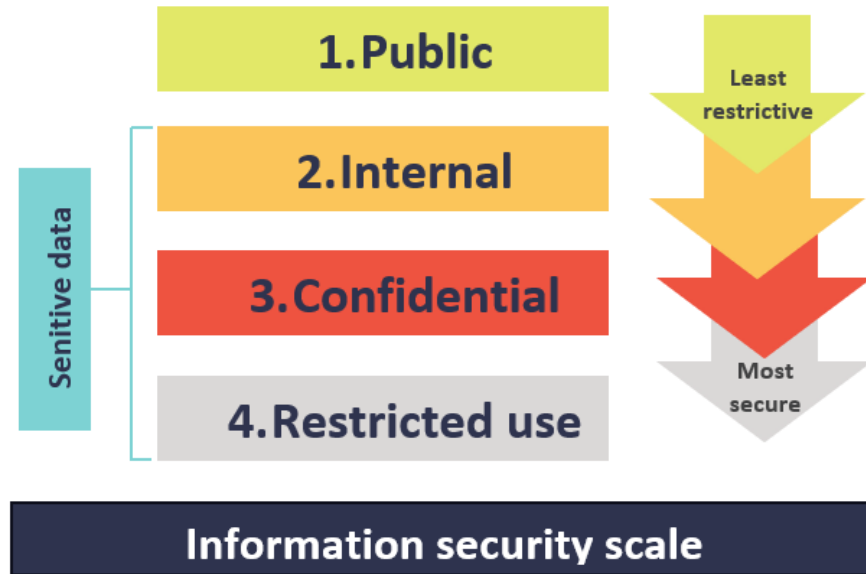 1.Public
Least
restrictive
Senitive data
2.Internal
3.Confidential
4.Restricted use
Most
secure
Information security scale